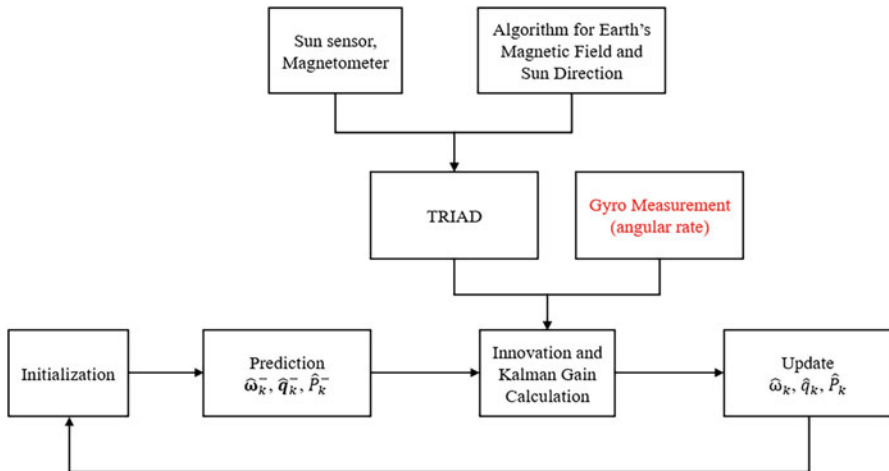 Sun sensor,
Magnetometer
Algorithm for Earth's
Magnetic Field and
Sun Direction
TRIAD
Gyro Measurement
(angular rate)
Initialization
Prediction
ω̂ₖ⁻, q̂ₖ⁻, P̂ₖ⁻
Innovation and
Kalman Gain
Calculation
Update
ω̂ₖ, q̂ₖ, P̂ₖ